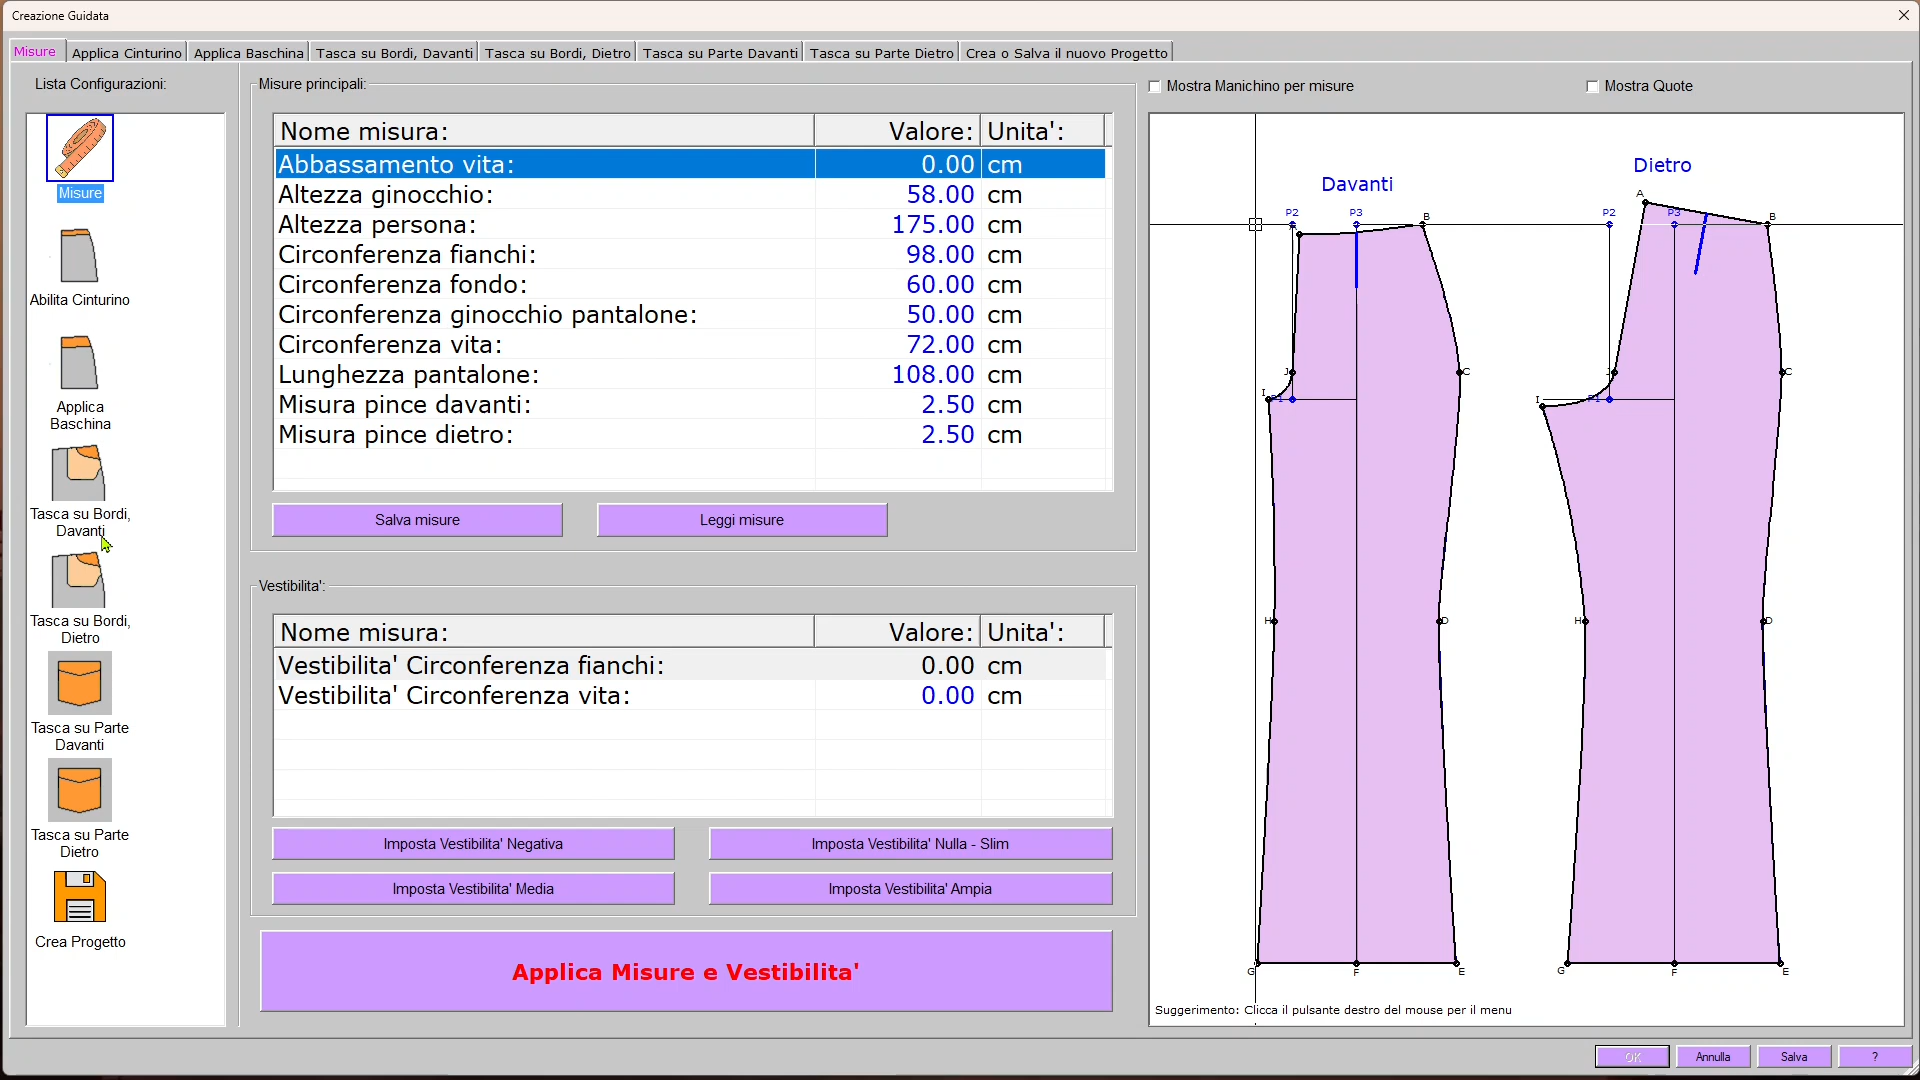 Creazione Guidata
Misure
Applica Cinturino
Applica Baschina
Tasca su Bordi, Davanti
Tasca su Bordi, Dietro
Tasca su Parte Davanti
Tasca su Parte Dietro
Crea o Salva il nuovo Progetto
Lista Configurazioni:
Misure
Abilita Cinturino
Applica
Baschina
Tasca su Bordi,
Davanti
Tasca su Bordi,
Dietro
Tasca su Parte
Davanti
Tasca su Parte
Dietro
Crea Progetto
Misure principali:
Nome misura: Valore: Unita':
Abbassamento vita: 0.00 cm
Altezza ginocchio: 58.00 cm
Altezza persona: 175.00 cm
Circonferenza fianchi: 98.00 cm
Circonferenza fondo: 60.00 cm
Circonferenza ginocchio pantalone: 50.00 cm
Circonferenza vita: 72.00 cm
Lunghezza pantalone: 108.00 cm
Misura pince davanti: 2.50 cm
Misura pince dietro: 2.50 cm
Salva misure
Leggi misure
Vestibilita':
Nome misura: Valore: Unita':
Vestibilita' Circonferenza fianchi: 0.00 cm
Vestibilita' Circonferenza vita: 0.00 cm
Imposta Vestibilita' Negativa
Imposta Vestibilita' Nulla - Slim
Imposta Vestibilita' Media
Imposta Vestibilita' Ampia
Applica Misure e Vestibilita'
Mostra Manichino per misure
Mostra Quote
Davanti
P2 P3 B
A
J C
I P1
H D
G F E
Dietro
A
P2 P3 B
J C
I P1
H D
G F E
Suggerimento: Clicca il pulsante destro del mouse per il menu
OK
Annulla
Salva
?